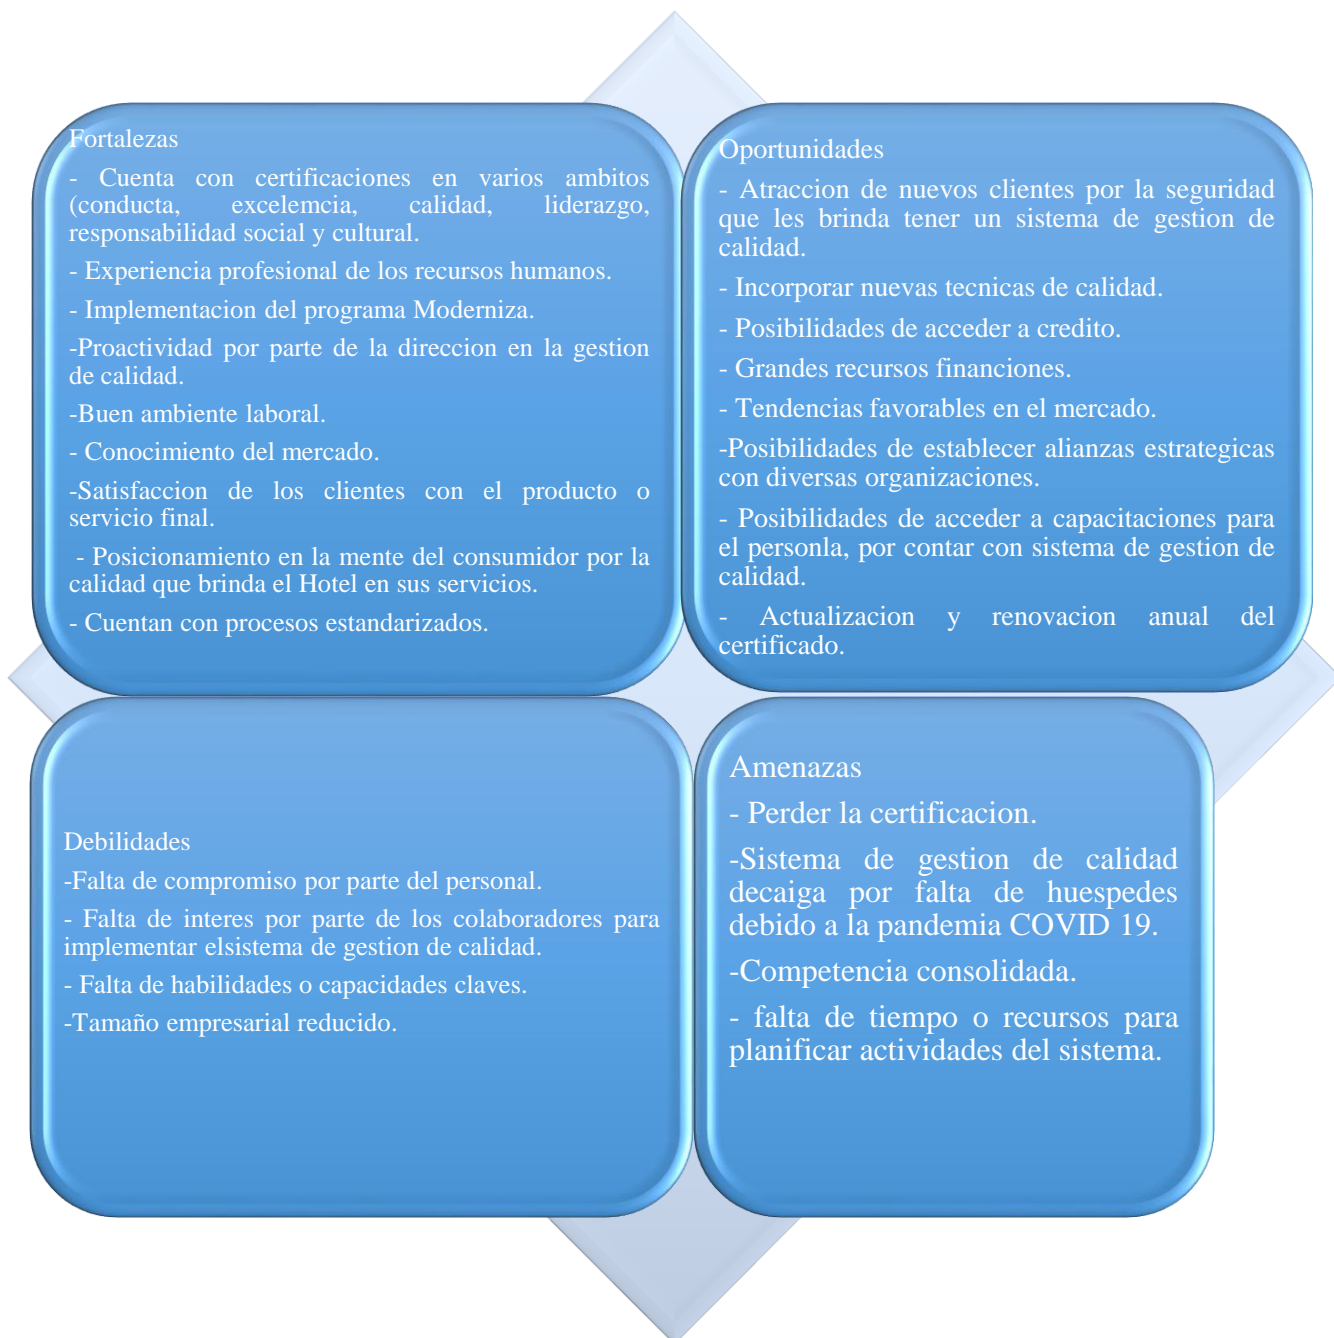 Fortalezas
- Cuenta con certificaciones en varios ambitos
(conducta, excelemcia, calidad, liderazgo,
responsabilidad social y cultural.
- Experiencia profesional de los recursos humanos.
- Implementacion del programa Moderniza.
-Proactividad por parte de la direccion en la gestion
de calidad.
-Buen ambiente laboral.
- Conocimiento del mercado.
-Satisfaccion de los clientes con el producto o
servicio final.
- Posicionamiento en la mente del consumidor por la
calidad que brinda el Hotel en sus servicios.
- Cuentan con procesos estandarizados.
Oportunidades
- Atraccion de nuevos clientes por la seguridad
que les brinda tener un sistema de gestion de
calidad.
- Incorporar nuevas tecnicas de calidad.
- Posibilidades de acceder a credito.
- Grandes recursos financiones.
- Tendencias favorables en el mercado.
-Posibilidades de establecer alianzas estrategicas
con diversas organizaciones.
- Posibilidades de acceder a capacitaciones para
el personla, por contar con sistema de gestion de
calidad.
- Actualizacion y renovacion anual del
certificado.
Debilidades
-Falta de compromiso por parte del personal.
- Falta de interes por parte de los colaboradores para
implementar elsistema de gestion de calidad.
- Falta de habilidades o capacidades claves.
-Tamaño empresarial reducido.
Amenazas
- Perder la certificacion.
-Sistema de gestion de calidad
decaiga por falta de huespedes
debido a la pandemia COVID 19.
-Competencia consolidada.
- falta de tiempo o recursos para
planificar actividades del sistema.